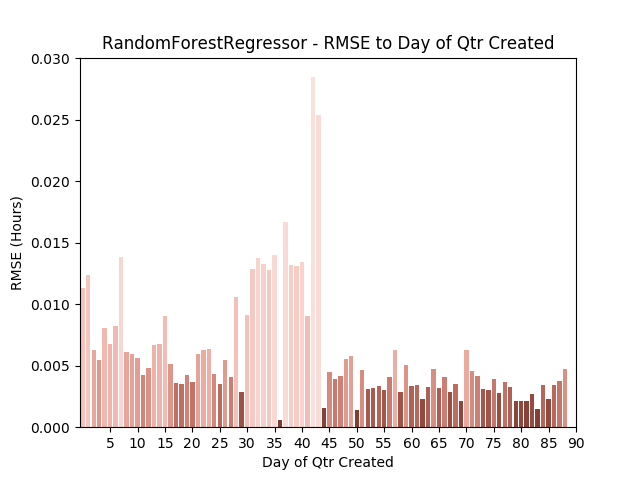 RandomForestRegressor - RMSE to Day of Qtr Created
0.030
0.025
0.020
0.015
0.010
0.005
0.000
RMSE (Hours)
5 10 15 20 25 30 35 40 45 50 55 60 65 70 75 80 85 90
Day of Qtr Created